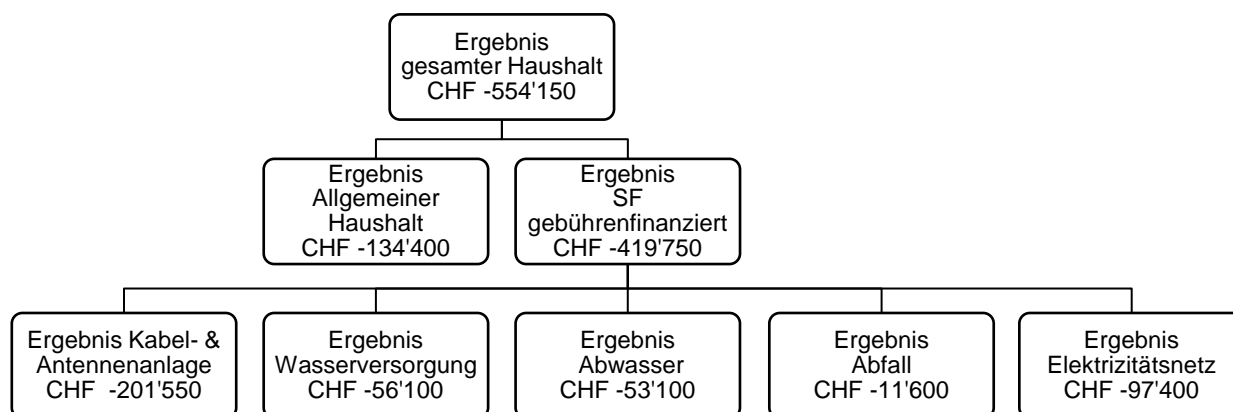 Ergebnis
gesamter Haushalt
CHF -554'150
Ergebnis
Allgemeiner
Haushalt
CHF -134'400
Ergebnis
SF
gebührenfinanziert
CHF -419'750
Ergebnis Kabel- &
Antennenanlage
CHF -201'550
Ergebnis
Wasserversorgung
CHF -56'100
Ergebnis
Abwasser
CHF -53'100
Ergebnis
Abfall
CHF -11'600
Ergebnis
Elektrizitätsnetz
CHF -97'400